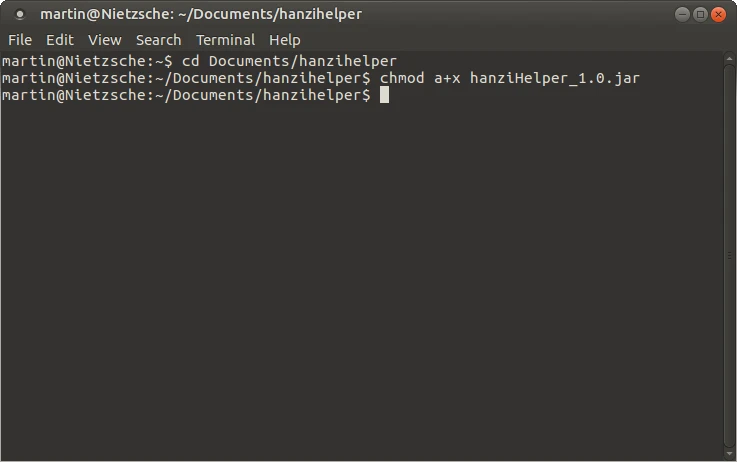 martin@Nietzsche: ~/Documents/hanzihelper
File Edit View Search Terminal Help
martin@Nietzsche:~$ cd Documents/hanzihelper
martin@Nietzsche:~/Documents/hanzihelper$ chmod a+x hanziHelper_1.0.jar
martin@Nietzsche:~/Documents/hanzihelper$